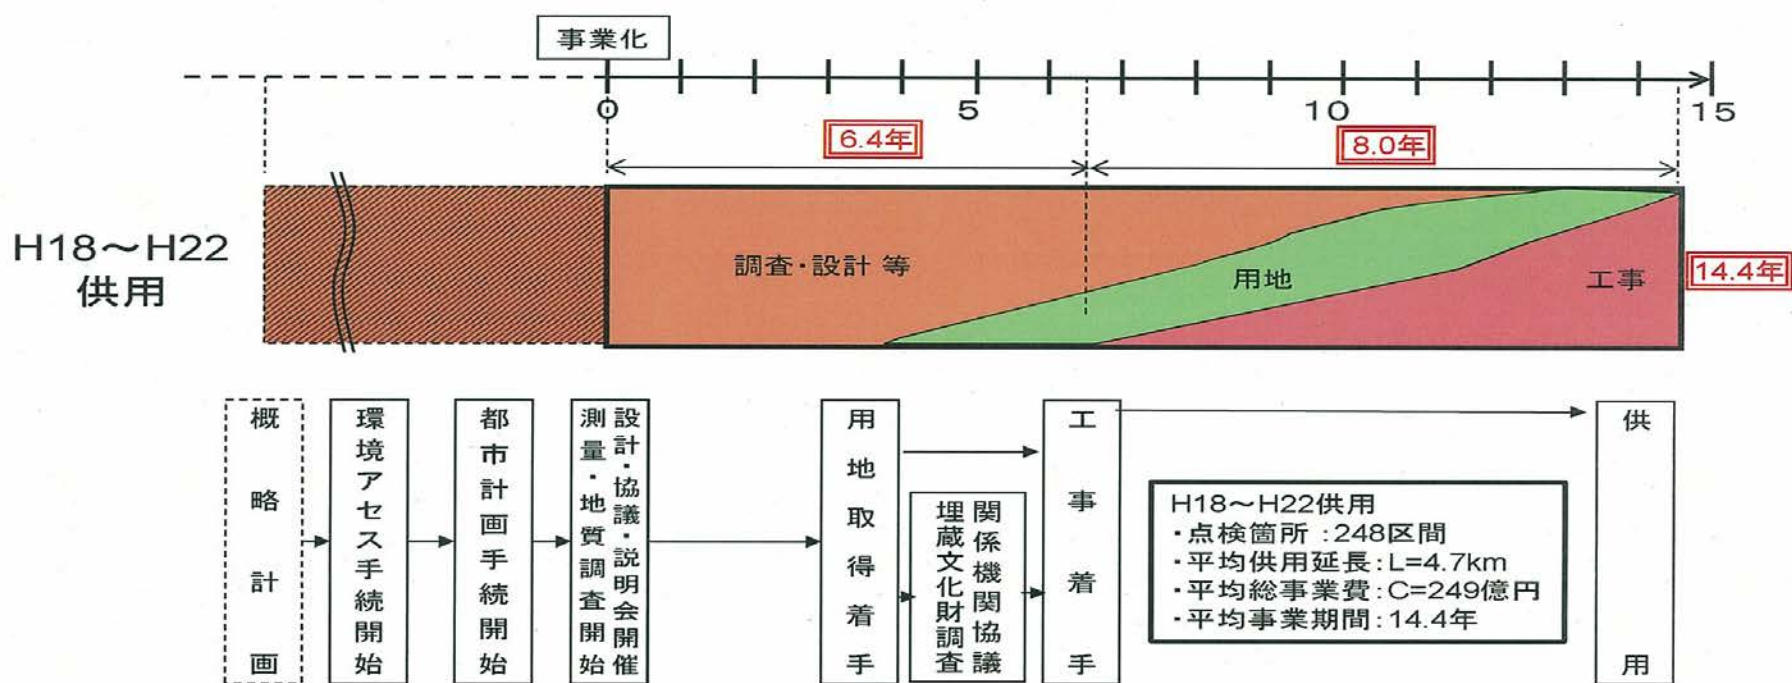 事業化
0
5
10
15
6.4年
8.0年
H18～H22
供用
調査・設計 等
用地
工事
14.4年
概略計画
環境アセス手続開始
都市計画手続開始
設計・協議・説明会開催
測量・地質調査開始
用地取得着手
関係機関協議
埋蔵文化財調査
工事着手
供用
H18～H22供用
・点検箇所：248区間
・平均供用延長：L=4.7km
・平均総事業費：C=249億円
・平均事業期間：14.4年